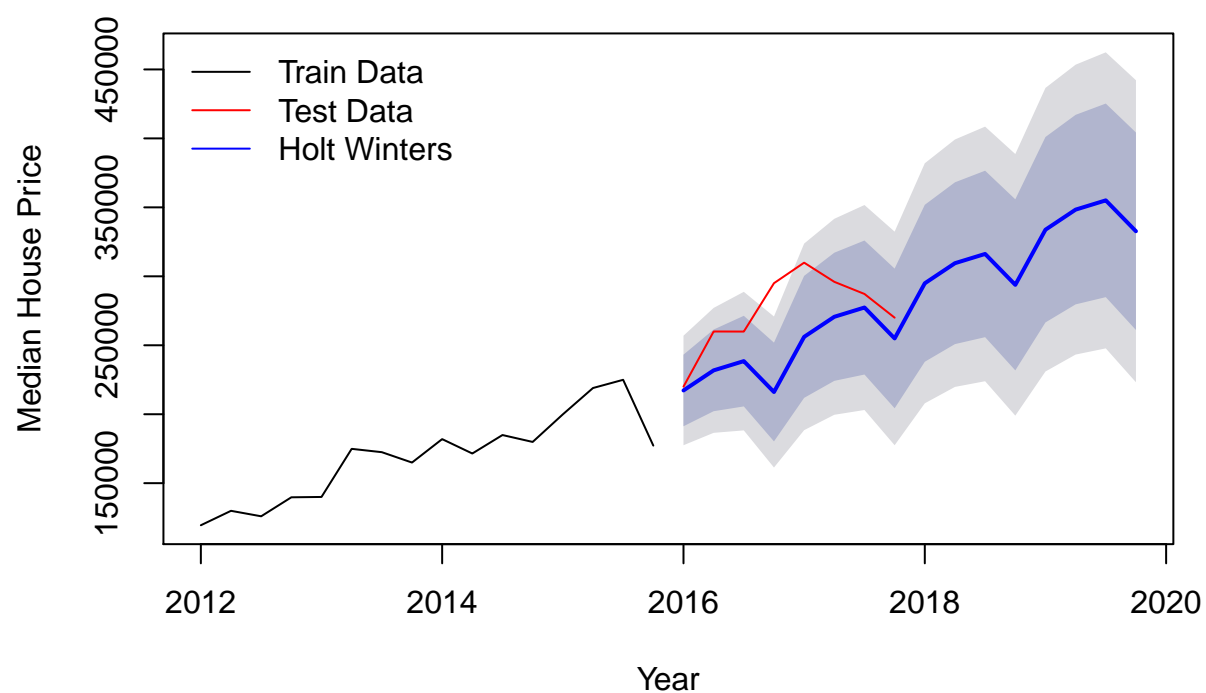 Train Data
Test Data
Holt Winters
Median House Price
450000
350000
250000
150000
2012 2014 2016 2018 2020
Year